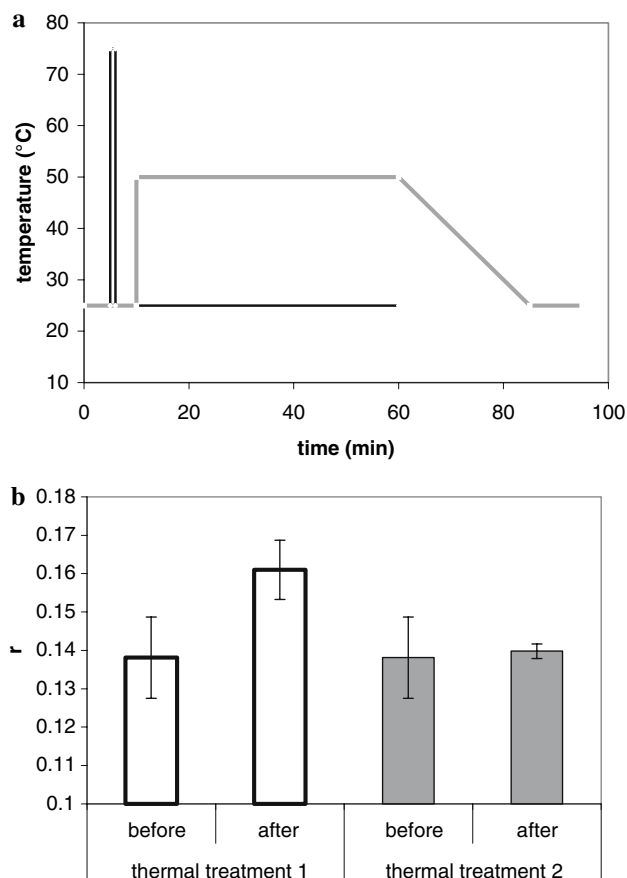 a
80
70
60
50
40
30
20
10
temperature (°C)
0 20 40 60 80 100
time (min)
b
0.18
0.17
0.16
0.15
0.14
0.13
0.12
0.11
0.1
r
before after before after
thermal treatment 1 thermal treatment 2